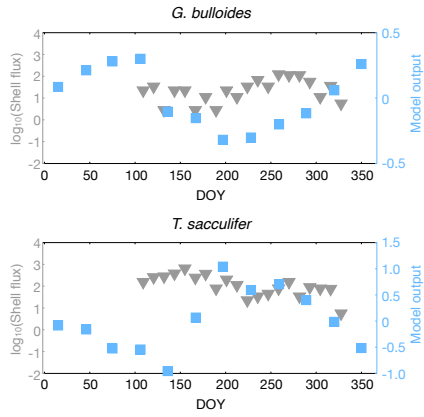 G. bulloides
log10(Shell flux)
4
3
2
1
0
-1
-2
0.5
0
-0.5
Model output
0 50 100 150 200 250 300 350
DOY
T. sacculifer
log10(Shell flux)
4
3
2
1
0
-1
-2
1.5
1.0
0.5
0
-0.5
-1.0
Model output
0 50 100 150 200 250 300 350
DOY